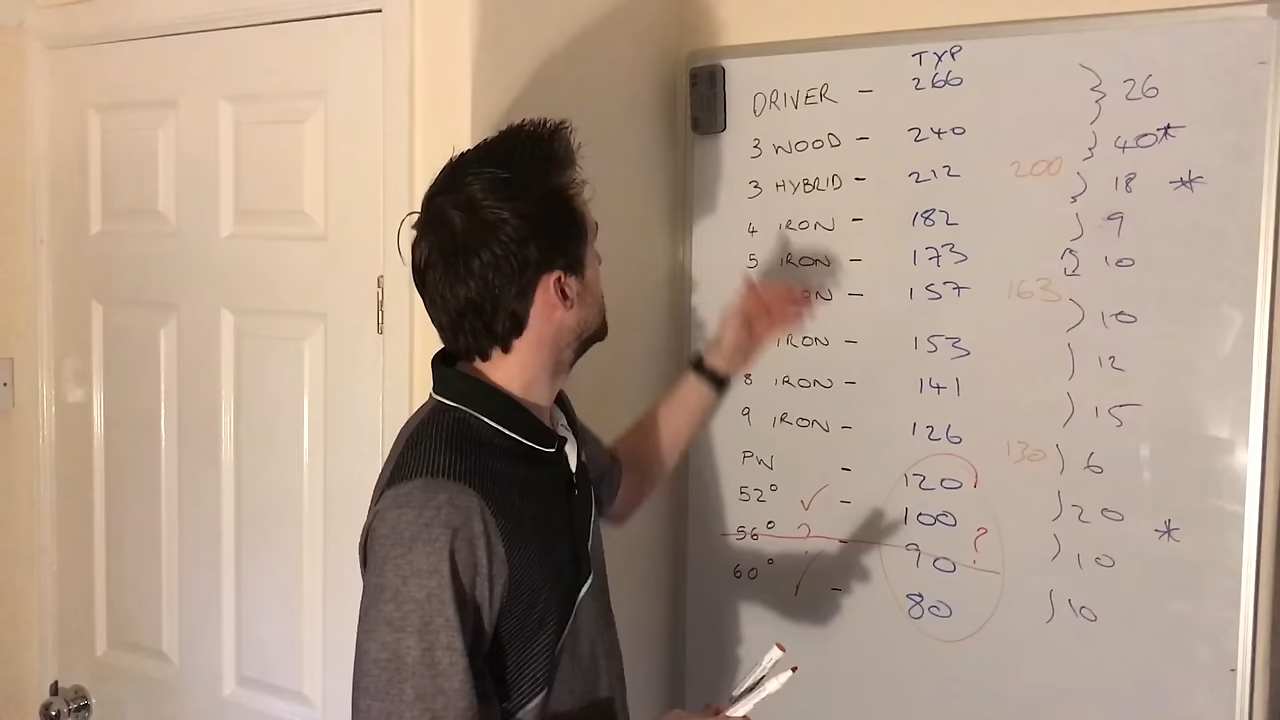 TYP
DRIVER - 266 } 26
3 WOOD - 240 } 40*
3 HYBRID - 212 200 } 18 *
4 IRON - 182 ) 9
5 IRON - 173 10
ON - 157 163
) 10
IRON - 153 ) 12
8 IRON - 141
) 15
9 IRON - 126
130 ) 6
PW - 120
52° ✓ - 100 ) 20 *
56° ? - 90 ? ) 10
60° - 80 ) 10